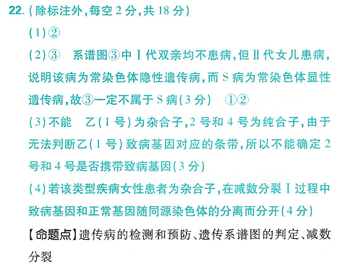 22.(除标注外,每空2分,共18分)
(1)②
(2)③ 系谱图③中Ⅰ代双亲均不患病,但Ⅱ代女儿患病,
说明该病为常染色体隐性遗传病,而S病为常染色体显性
遗传病,故③一定不属于S病(3分) ①②
(3)不能 乙(1号)为杂合子,2号和4号为纯合子,由于
无法判断乙(1号)致病基因对应的条带,所以不能确定2
号和4号是否携带致病基因(3分)
(4)若该类型疾病女性患者为杂合子,在减数分裂Ⅰ过程中
致病基因和正常基因随同源染色体的分离而分开(4分)
【命题点】遗传病的检测和预防、遗传系谱图的判定、减数
分裂